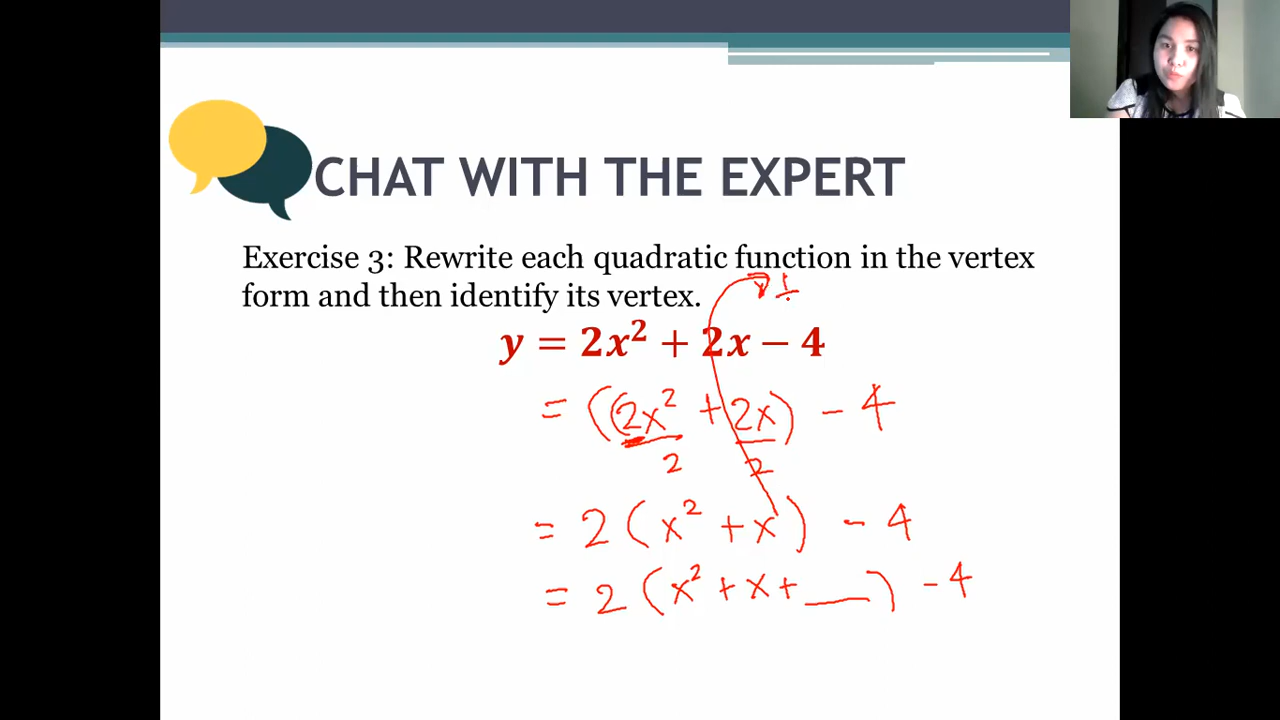 CHAT WITH THE EXPERT
Exercise 3: Rewrite each quadratic function in the vertex
form and then identify its vertex.
1
y = 2x² + 2x − 4
= ((2x² + 2x) − 4
2 2
= 2 (x² + x) − 4
= 2 (x² + x + __) − 4